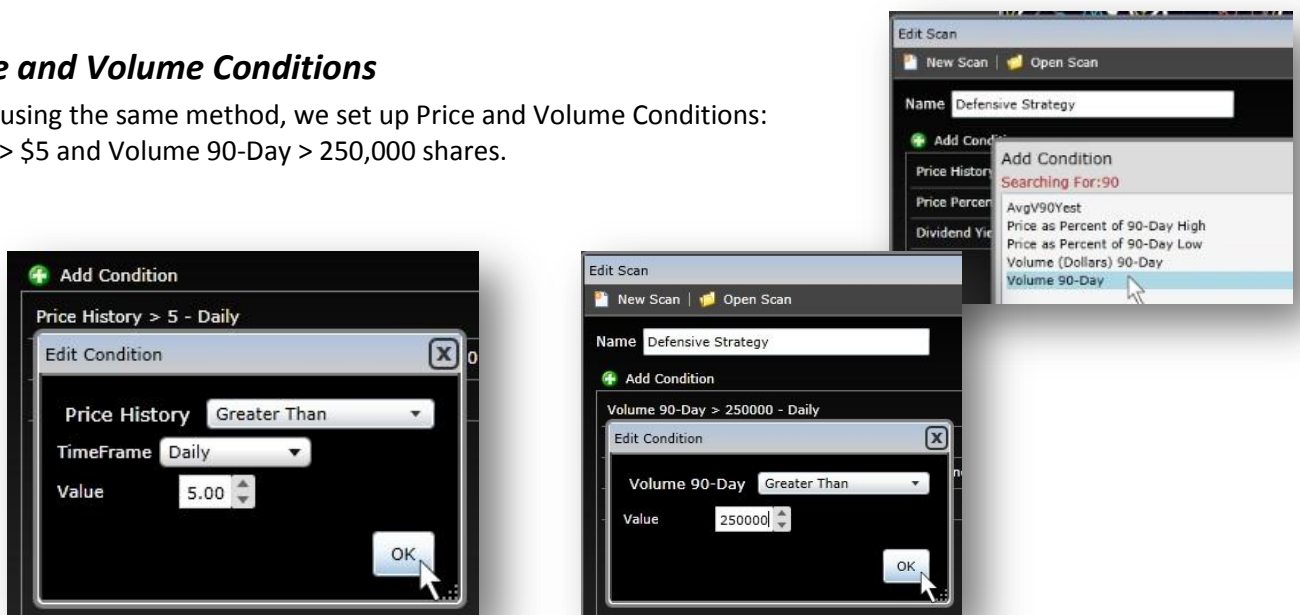 e and Volume Conditions
using the same method, we set up Price and Volume Conditions:
> $5 and Volume 90-Day > 250,000 shares.
Edit Scan
New Scan | Open Scan
Name Defensive Strategy
Add Cond
Price History
Price Percen
Dividend Yie
Add Condition
Searching For:90
AvgV90Yest
Price as Percent of 90-Day High
Price as Percent of 90-Day Low
Volume (Dollars) 90-Day
Volume 90-Day
Add Condition
Price History > 5 - Daily
Edit Condition
X
0
Price History Greater Than
TimeFrame Daily
Value 5.00
OK
Edit Scan
New Scan | Open Scan
Name Defensive Strategy
Add Condition
Volume 90-Day > 250000 - Daily
Edit Condition
X
Volume 90-Day Greater Than
Value 250000
OK